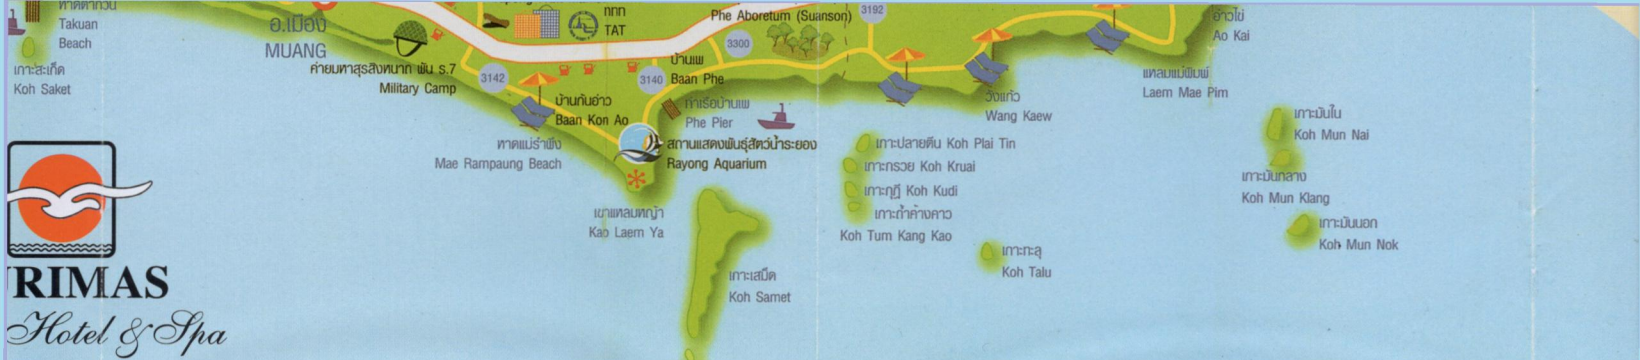 Takuan
Beach
เกาะสะเก็ด
Koh Saket
อ.เมือง
MUANG
ททท
TAT
Phe Aboretum (Suanson)
3192
อ่าวไข่
Ao Kai
3300
บ้านเพ
Baan Phe
ค่ายมหาสุรสิงหนาท พัน ร.7
Military Camp
3142
3140
แหลมแม่พิมพ์
Laem Mae Pim
บ้านก้นอ่าว
Baan Kon Ao
ท่าเรือบ้านเพ
Phe Pier
วังแก้ว
Wang Kaew
เกาะมันใน
Koh Mun Nai
หาดแม่รำพึง
Mae Rampaung Beach
สถานแสดงพันธุ์สัตว์น้ำระยอง
Rayong Aquarium
เกาะปลายตีน Koh Plai Tin
เกาะกรวย Koh Kruai
เกาะกุฎี Koh Kudi
เกาะถ้ำค้างคาว
Koh Tum Kang Kao
เกาะมันกลาง
Koh Mun Klang
เขาแหลมหญ้า
Kao Laem Ya
เกาะมันนอก
Koh Mun Nok
เกาะทะลุ
Koh Talu
เกาะเสม็ด
Koh Samet
RIMAS
Hotel & Spa